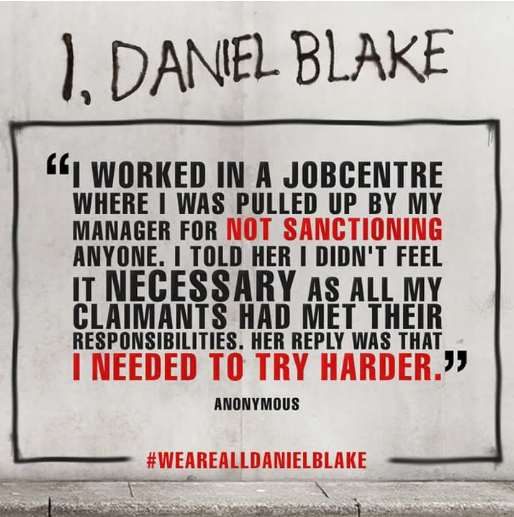 I, DANIEL BLAKE
“I WORKED IN A JOBCENTRE
WHERE I WAS PULLED UP BY MY
MANAGER FOR NOT SANCTIONING
ANYONE. I TOLD HER I DIDN'T FEEL
IT NECESSARY AS ALL MY
CLAIMANTS HAD MET THEIR
RESPONSIBILITIES. HER REPLY WAS THAT
I NEEDED TO TRY HARDER.”
ANONYMOUS
#WEAREALLDANIELBLAKE